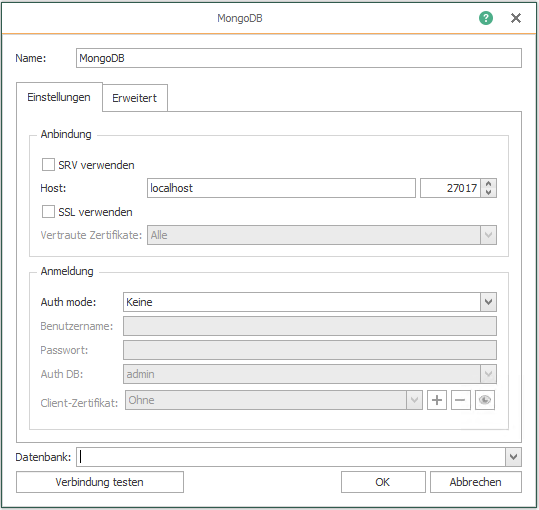 MongoDB
?
Name: MongoDB
Einstellungen Erweitert
Anbindung
SRV verwenden
Host: localhost 27017
SSL verwenden
Vertraute Zertifikate: Alle
Anmeldung
Auth mode: Keine
Benutzername:
Passwort:
Auth DB: admin
Client-Zertifikat: Ohne
Datenbank:
Verbindung testen OK Abbrechen